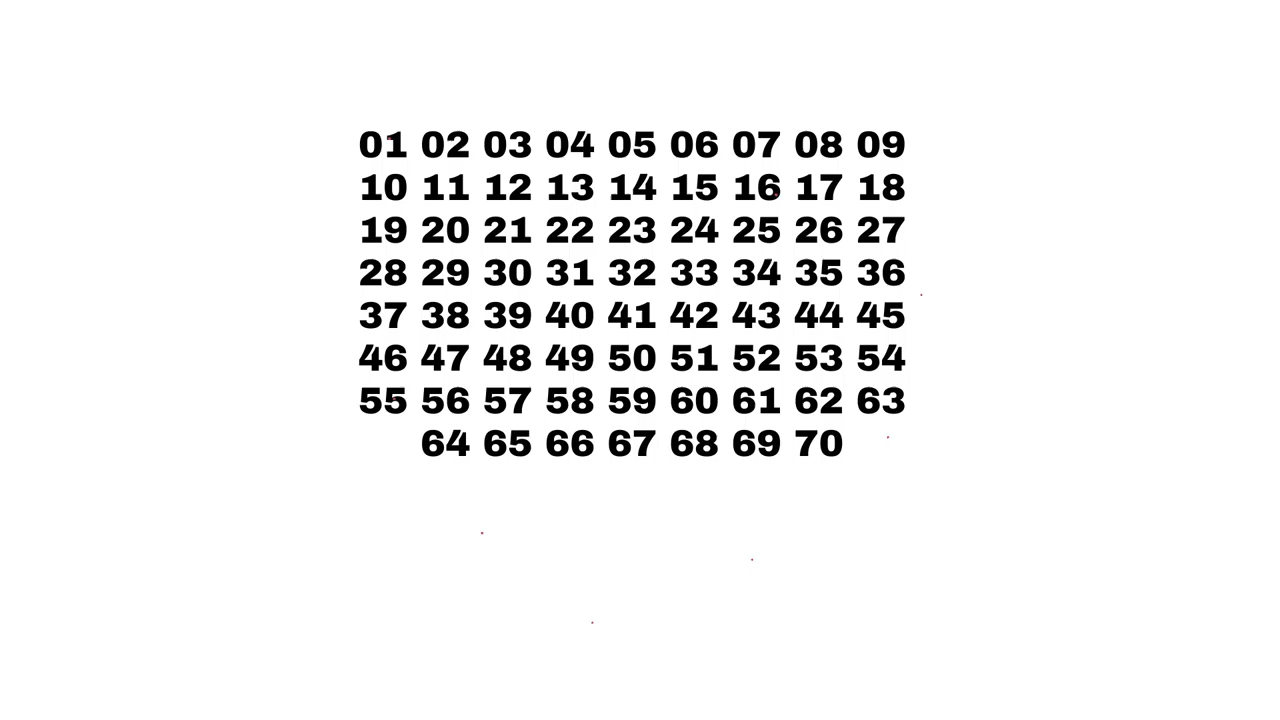 01 02 03 04 05 06 07 08 09
10 11 12 13 14 15 16 17 18
19 20 21 22 23 24 25 26 27
28 29 30 31 32 33 34 35 36
37 38 39 40 41 42 43 44 45
46 47 48 49 50 51 52 53 54
55 56 57 58 59 60 61 62 63
64 65 66 67 68 69 70